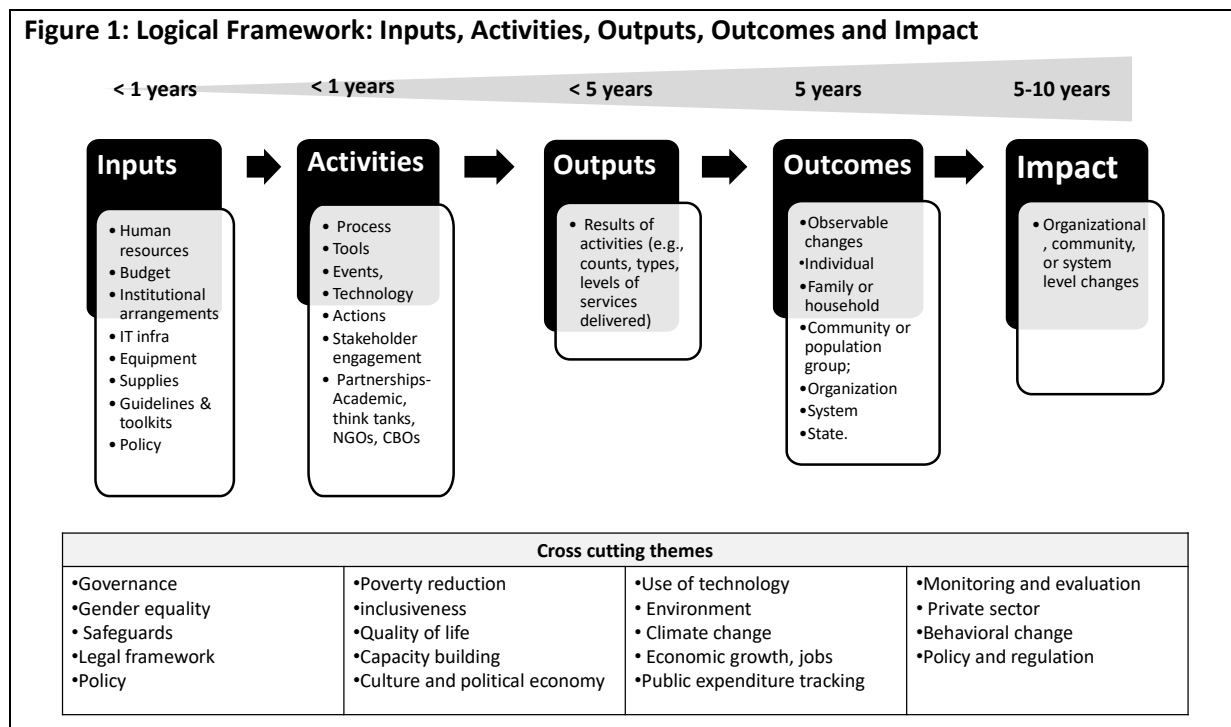 Figure 1: Logical Framework: Inputs, Activities, Outputs, Outcomes and Impact
< 1 years
< 1 years
< 5 years
5 years
5-10 years
Inputs
• Human
resources
• Budget
• Institutional
arrangements
• IT infra
• Equipment
• Supplies
• Guidelines &
toolkits
• Policy
Activities
• Process
• Tools
• Events,
• Technology
• Actions
• Stakeholder
engagement
• Partnerships-
Academic,
think tanks,
NGOs, CBOs
Outputs
• Results of
activities (e.g.,
counts, types,
levels of
services
delivered)
Outcomes
• Observable
changes
•Individual
• Family or
household
•Community or
population
group;
•Organization
•System
•State.
Impact
• Organizational
, community,
or system
level changes
Cross cutting themes
•Governance
•Gender equality
• Safeguards
•Legal framework
•Policy
•Poverty reduction
•inclusiveness
•Quality of life
•Capacity building
•Culture and political economy
•Use of technology
• Environment
• Climate change
• Economic growth, jobs
•Public expenditure tracking
•Monitoring and evaluation
• Private sector
•Behavioral change
•Policy and regulation